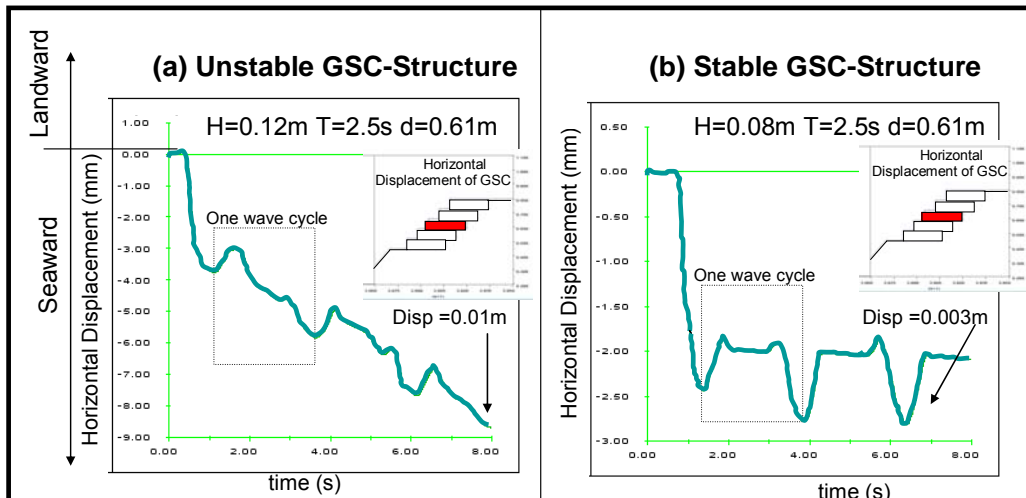 Landward
Seaward
(a) Unstable GSC-Structure
H=0.12m T=2.5s d=0.61m
Horizontal
Displacement of GSC
One wave cycle
Disp =0.01m
Horizontal Displacement (mm)
1.00
0.00
-1.00
-2.00
-3.00
-4.00
-5.00
-6.00
-7.00
-8.00
-9.00
0.00
2.00
4.00
6.00
8.00
time (s)
(b) Stable GSC-Structure
H=0.08m T=2.5s d=0.61m
Horizontal
Displacement of GSC
One wave cycle
Disp =0.003m
Horizontal Displacement (mm)
0.50
0.00
-0.50
-1.00
-1.50
-2.00
-2.50
-3.00
0.00
2.00
4.00
6.00
8.00
time (s)